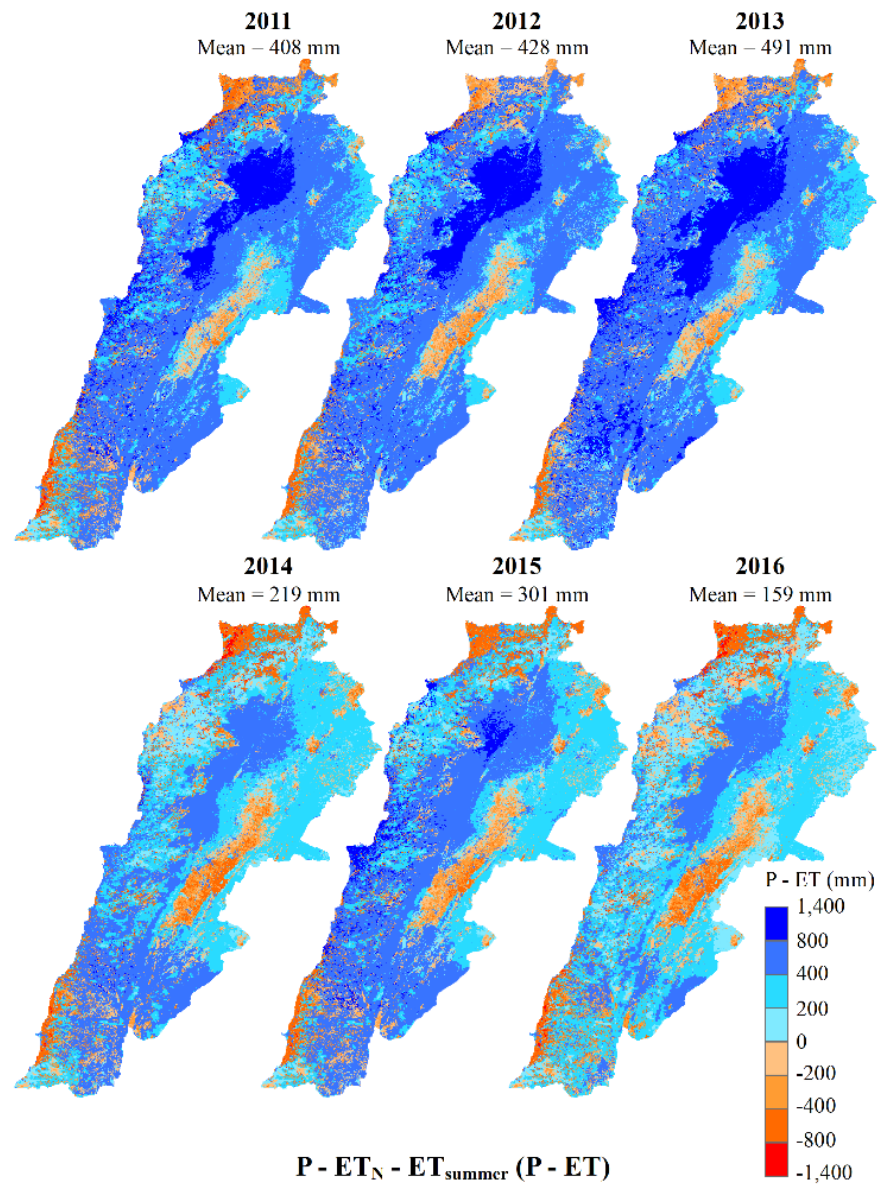 2011 2012 2013
Mean – 408 mm Mean – 428 mm Mean – 491 mm
2014 2015 2016
Mean = 219 mm Mean = 301 mm Mean = 159 mm
P - ET (mm)
1,400
800
400
200
0
-200
-400
-800
-1,400
P - ETN - ETsummer (P - ET)